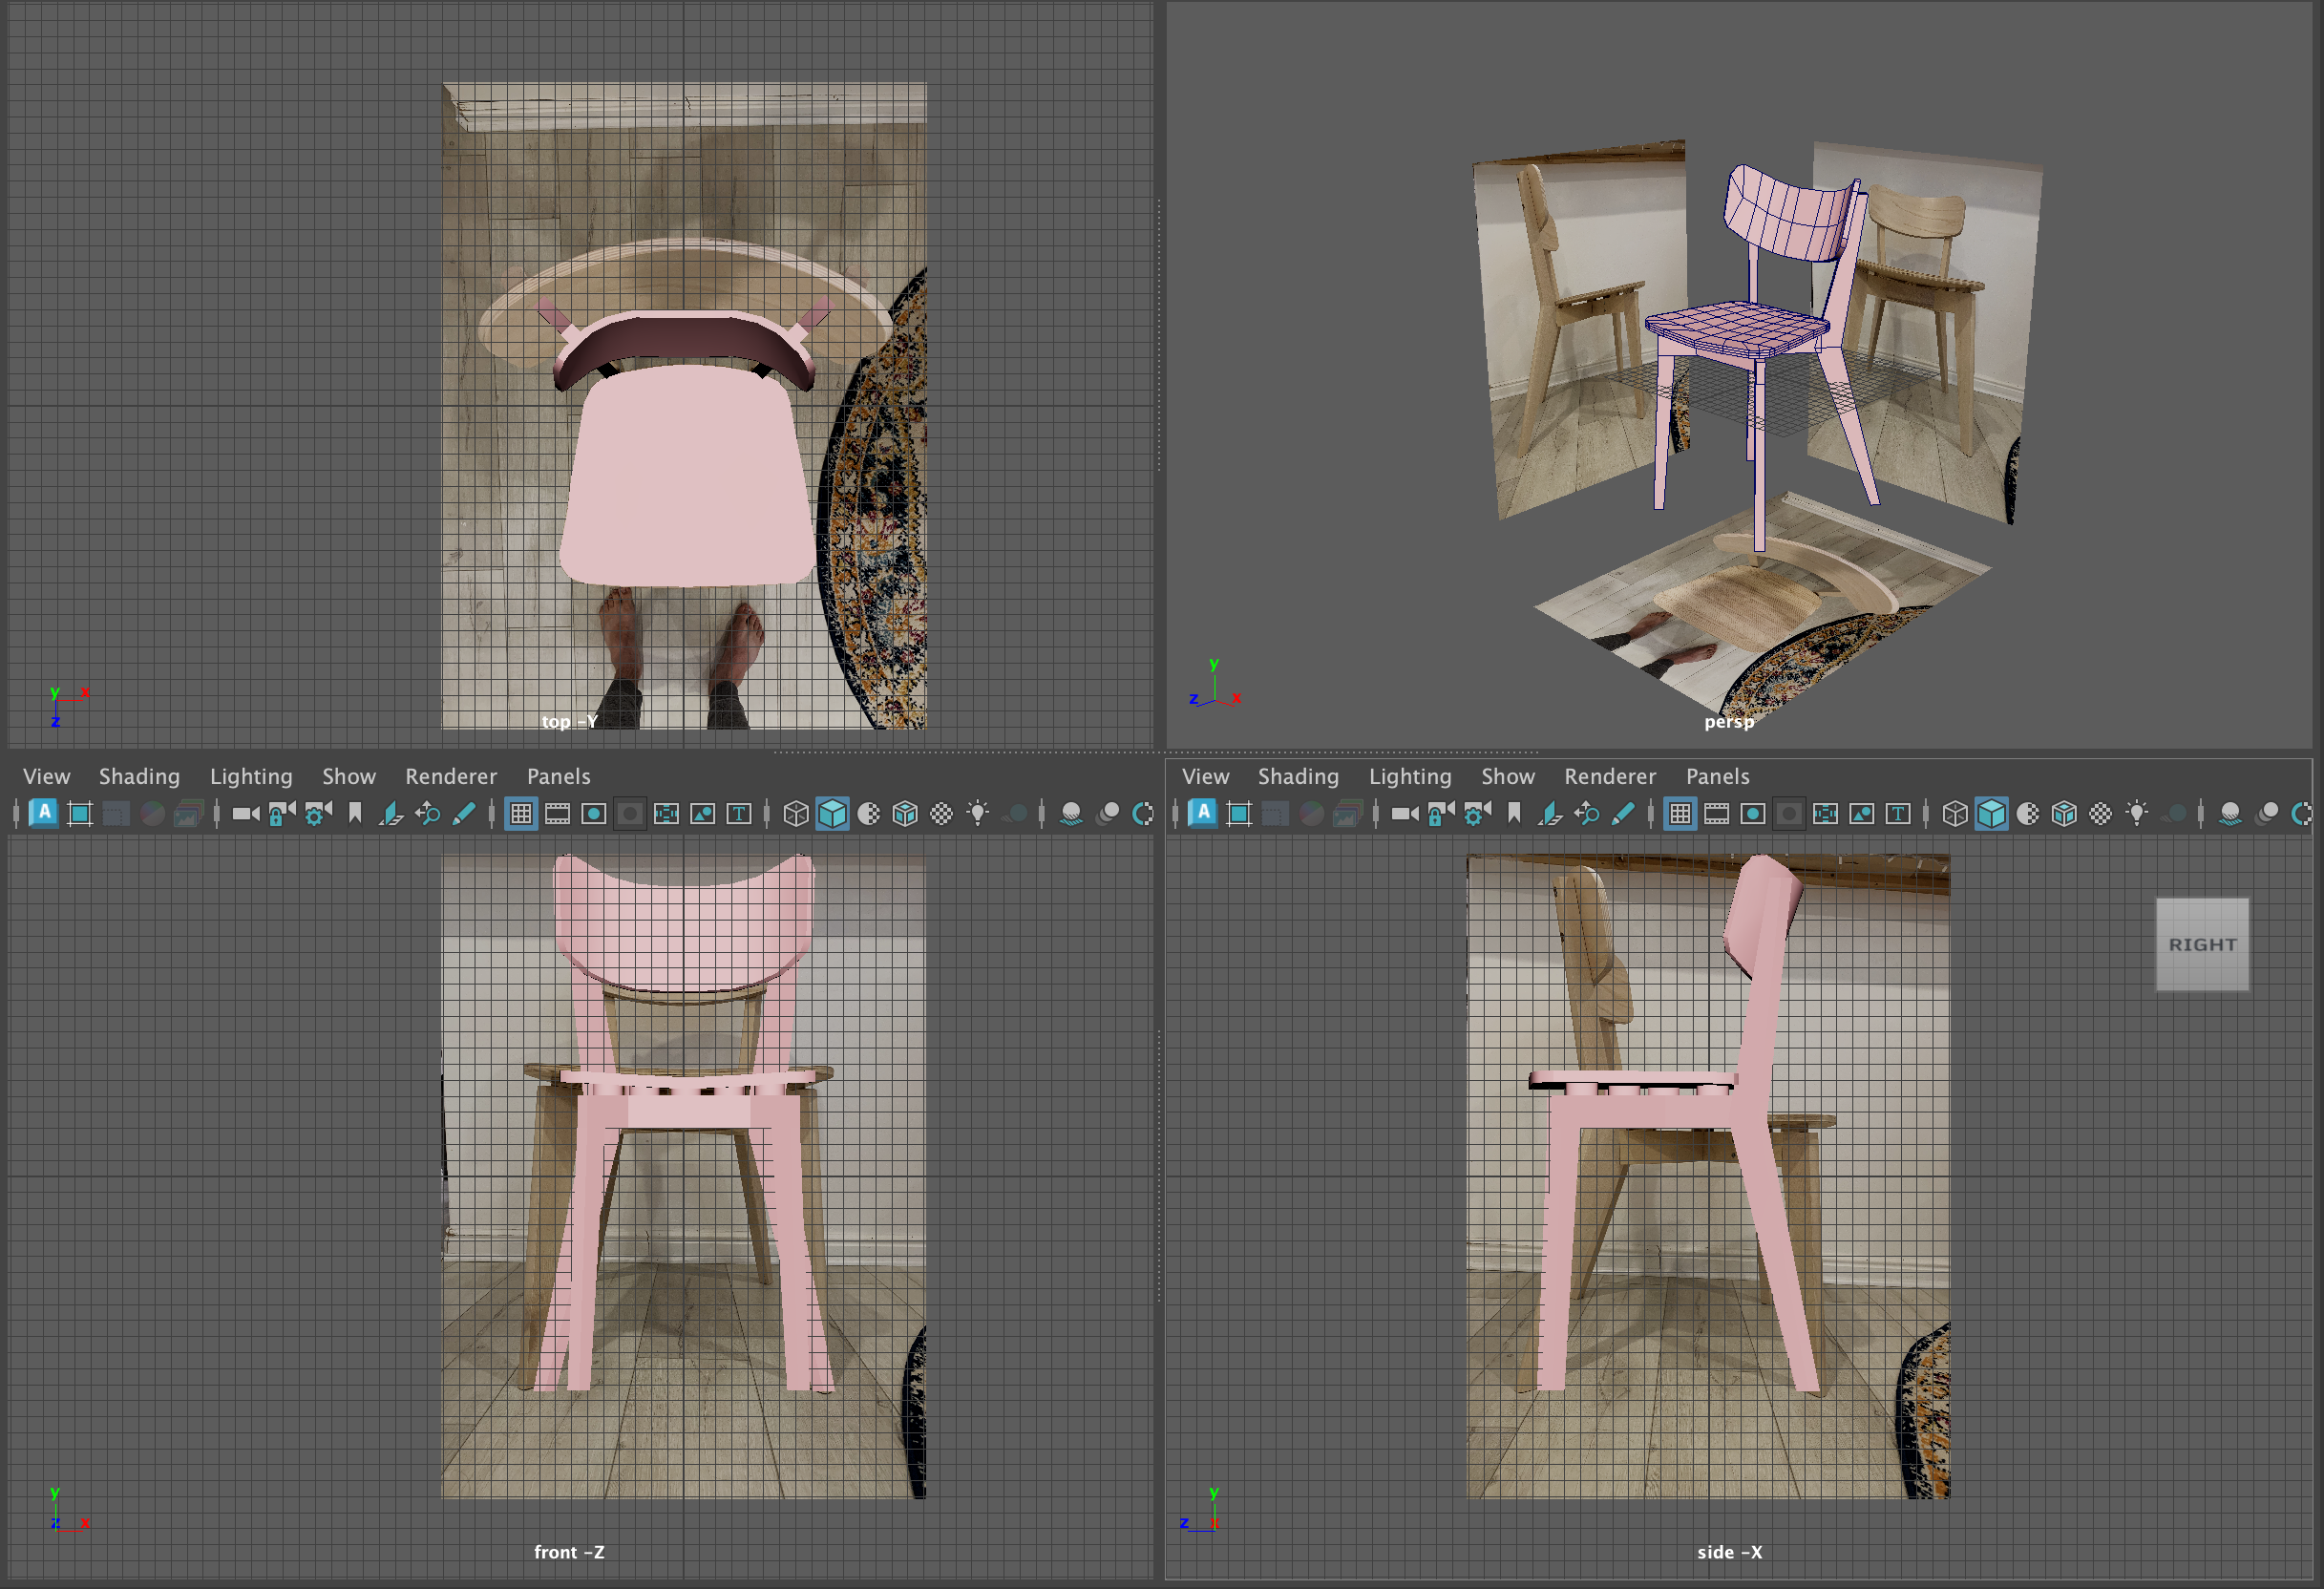 y x
z
top -Y
y
z x
persp
View Shading Lighting Show Renderer Panels
View Shading Lighting Show Renderer Panels
A T
A T
RIGHT
y
z x
front -Z
y
z x
side -X